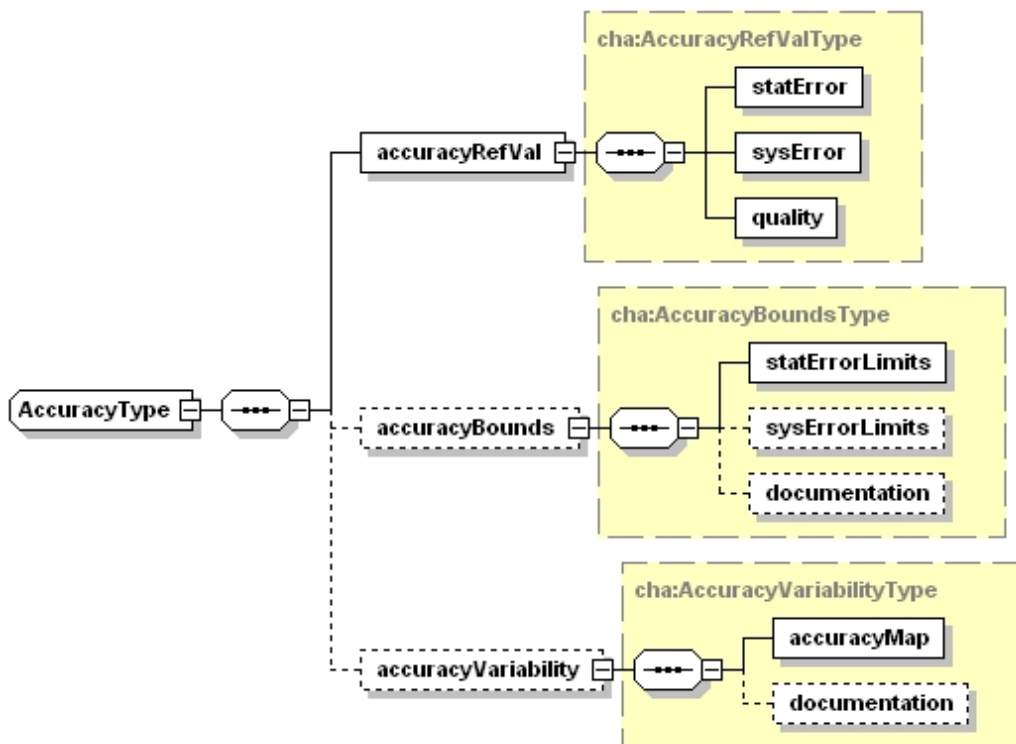 cha:AccuracyRefValType
statError
accuracyRefVal
sysError
quality
cha:AccuracyBoundsType
statErrorLimits
AccuracyType
accuracyBounds
sysErrorLimits
documentation
cha:AccuracyVariabilityType
accuracyMap
accuracyVariability
documentation